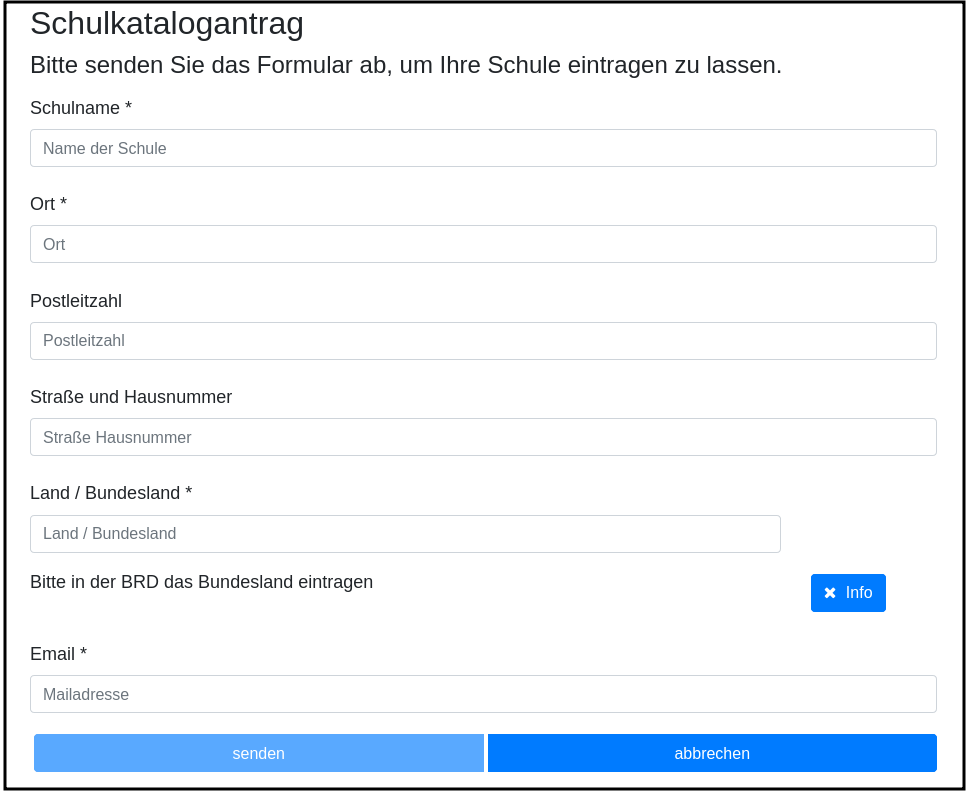 Schulkatalogantrag
Bitte senden Sie das Formular ab, um Ihre Schule eintragen zu lassen.
Schulname *
Name der Schule
Ort *
Ort
Postleitzahl
Postleitzahl
Straße und Hausnummer
Straße Hausnummer
Land / Bundesland *
Land / Bundesland
Bitte in der BRD das Bundesland eintragen
Info
Email *
Mailadresse
senden
abbrechen